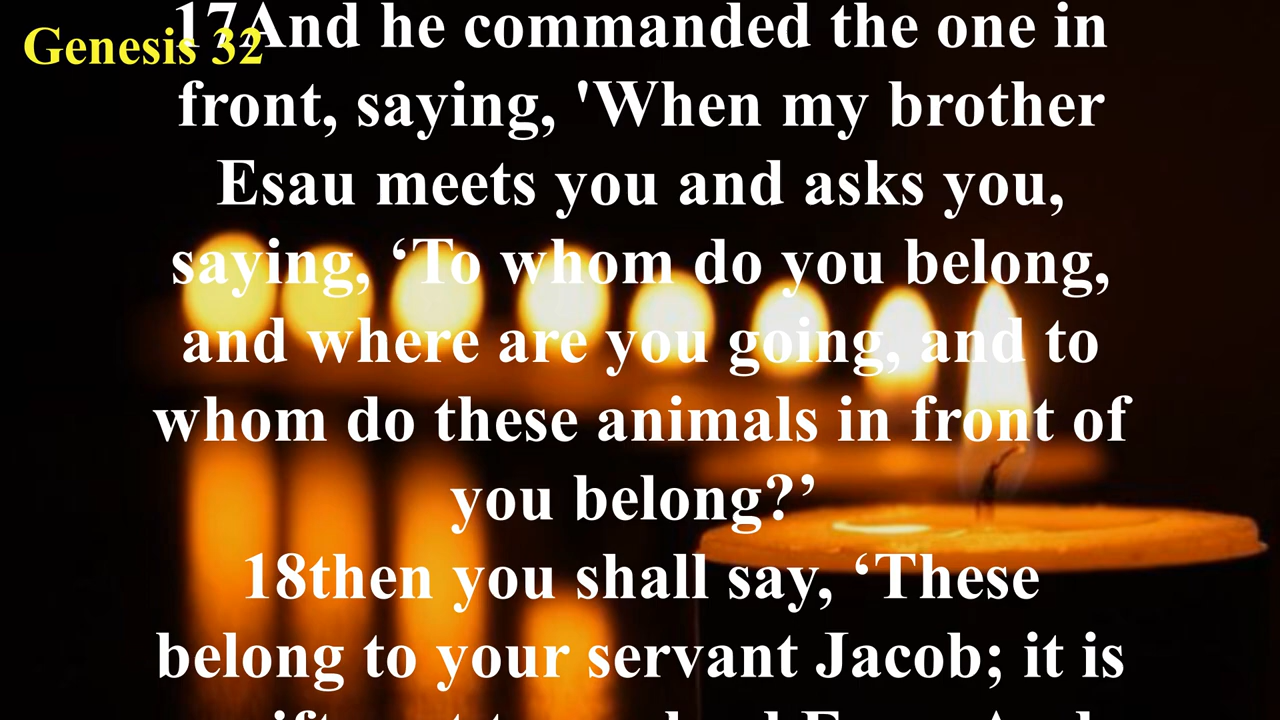 Genesis 32
17And he commanded the one in
front, saying, 'When my brother
Esau meets you and asks you,
saying, ‘To whom do you belong,
and where are you going, and to
whom do these animals in front of
you belong?’
18then you shall say, ‘These
belong to your servant Jacob; it is